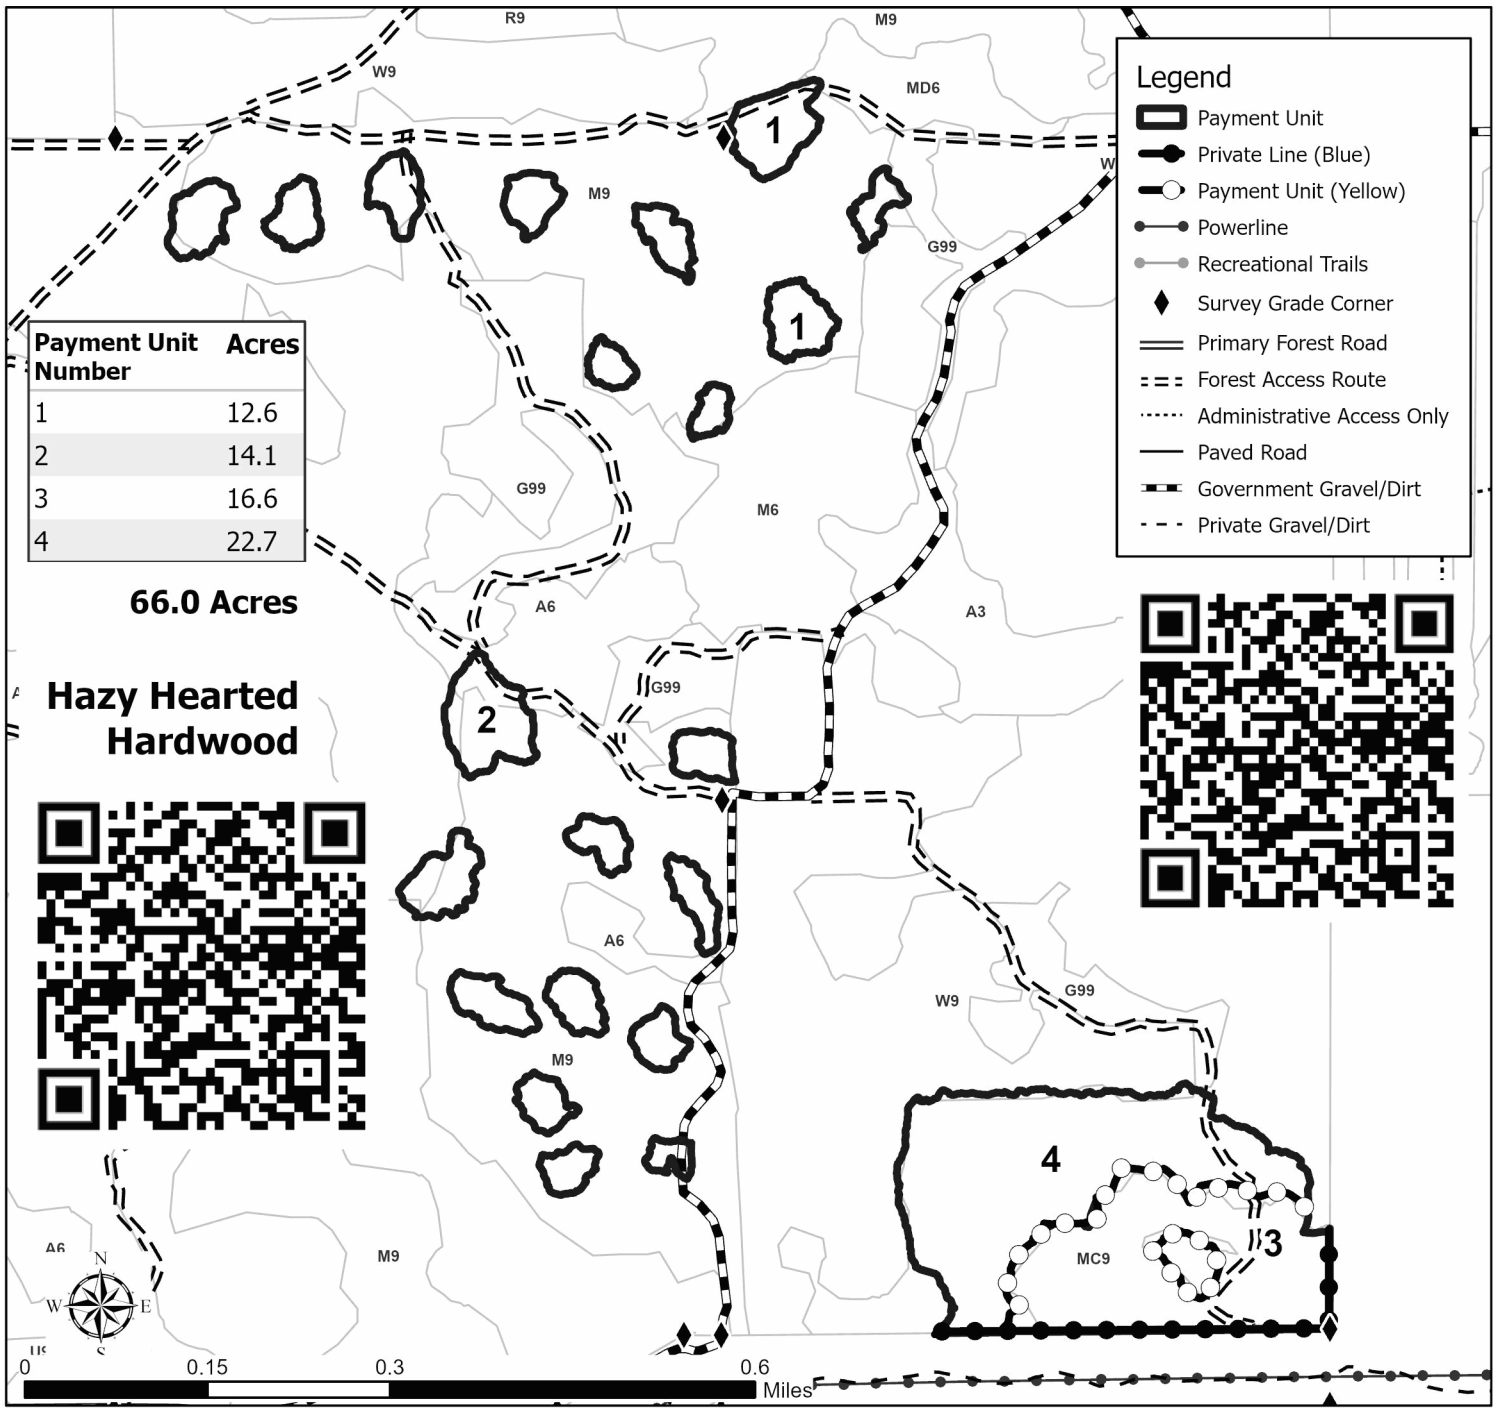 R9
M9
W9
MD6
1
M9
W
G99
1
Legend
Payment Unit
Private Line (Blue)
Payment Unit (Yellow)
Powerline
Recreational Trails
Survey Grade Corner
Primary Forest Road
Forest Access Route
Administrative Access Only
Paved Road
Government Gravel/Dirt
Private Gravel/Dirt
Payment Unit Number Acres
1 12.6
2 14.1
3 16.6
4 22.7
66.0 Acres
Hazy Hearted
Hardwood
G99
M6
A6
A3
G99
2
A6
W9
G99
M9
4
3
MC9
A6
M9
N
W E
S
0 0.15 0.3 0.6
Miles